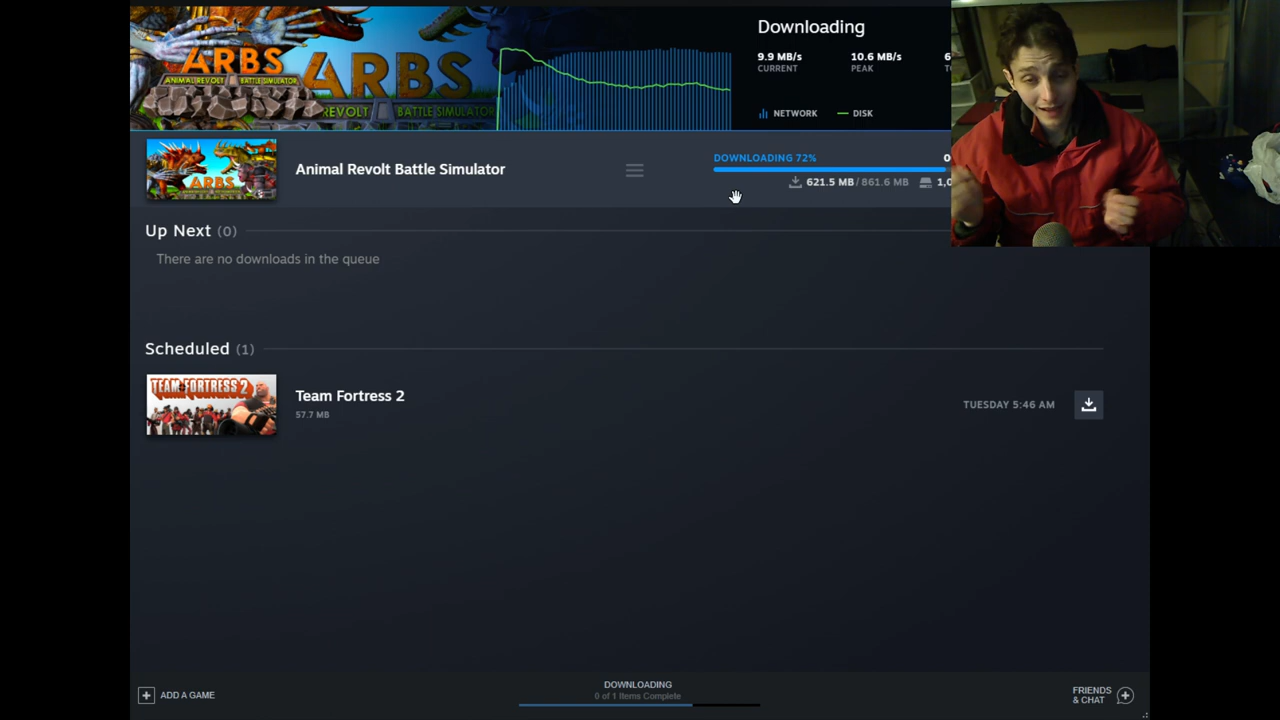 ARBS
ANIMAL REVOLT BATTLE SIMULATOR
ARBS
REVOLT BATTLE SIMULATOR
Downloading
9.9 MB/s
CURRENT
10.6 MB/s
PEAK
NETWORK
DISK
ARBS
Animal Revolt Battle Simulator
DOWNLOADING 72%
621.5 MB / 861.6 MB
Up Next (0)
There are no downloads in the queue
Scheduled (1)
TEAM FORTRESS 2
Team Fortress 2
57.7 MB
TUESDAY 5:46 AM
ADD A GAME
DOWNLOADING
0 of 1 Items Complete
FRIENDS
& CHAT